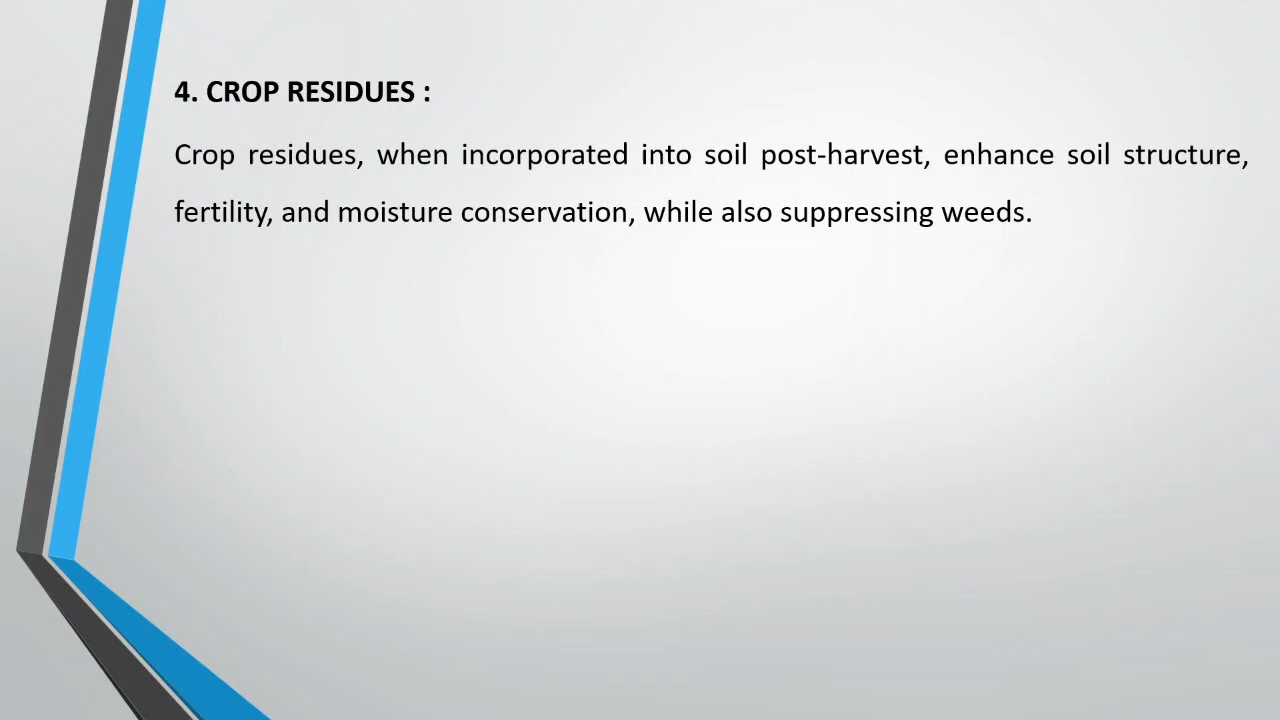 4. CROP RESIDUES :
Crop residues, when incorporated into soil post-harvest, enhance soil structure,
fertility, and moisture conservation, while also suppressing weeds.